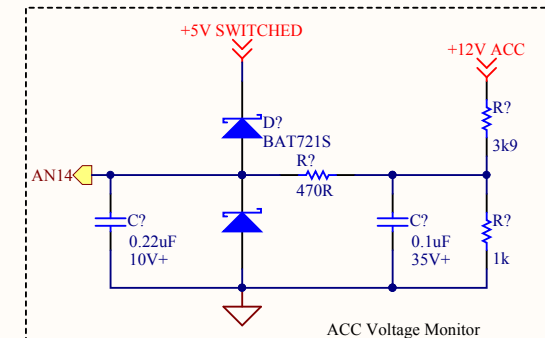 +5V SWITCHED
+12V ACC
D?
BAT721S
R?
3k9
AN14
R?
470R
C?
0.22uF
10V+
C?
0.1uF
35V+
R?
1k
ACC Voltage Monitor